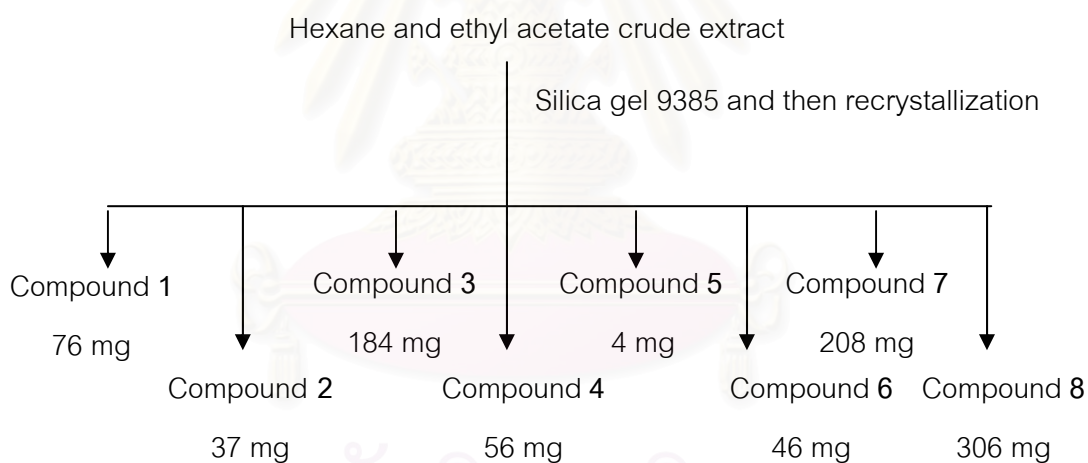 Hexane and ethyl acetate crude extract
Silica gel 9385 and then recrystallization
Compound 1
76 mg
Compound 2
37 mg
Compound 3
184 mg
Compound 4
56 mg
Compound 5
4 mg
Compound 6
46 mg
Compound 7
208 mg
Compound 8
306 mg